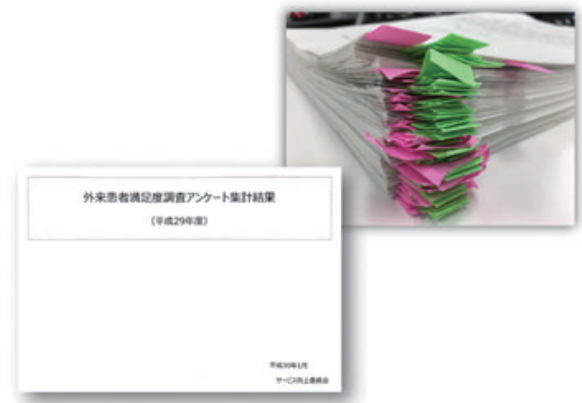 外来患者満足度調査アンケート集計結果
（平成29年度）
平成30年1月
サービス向上委員会